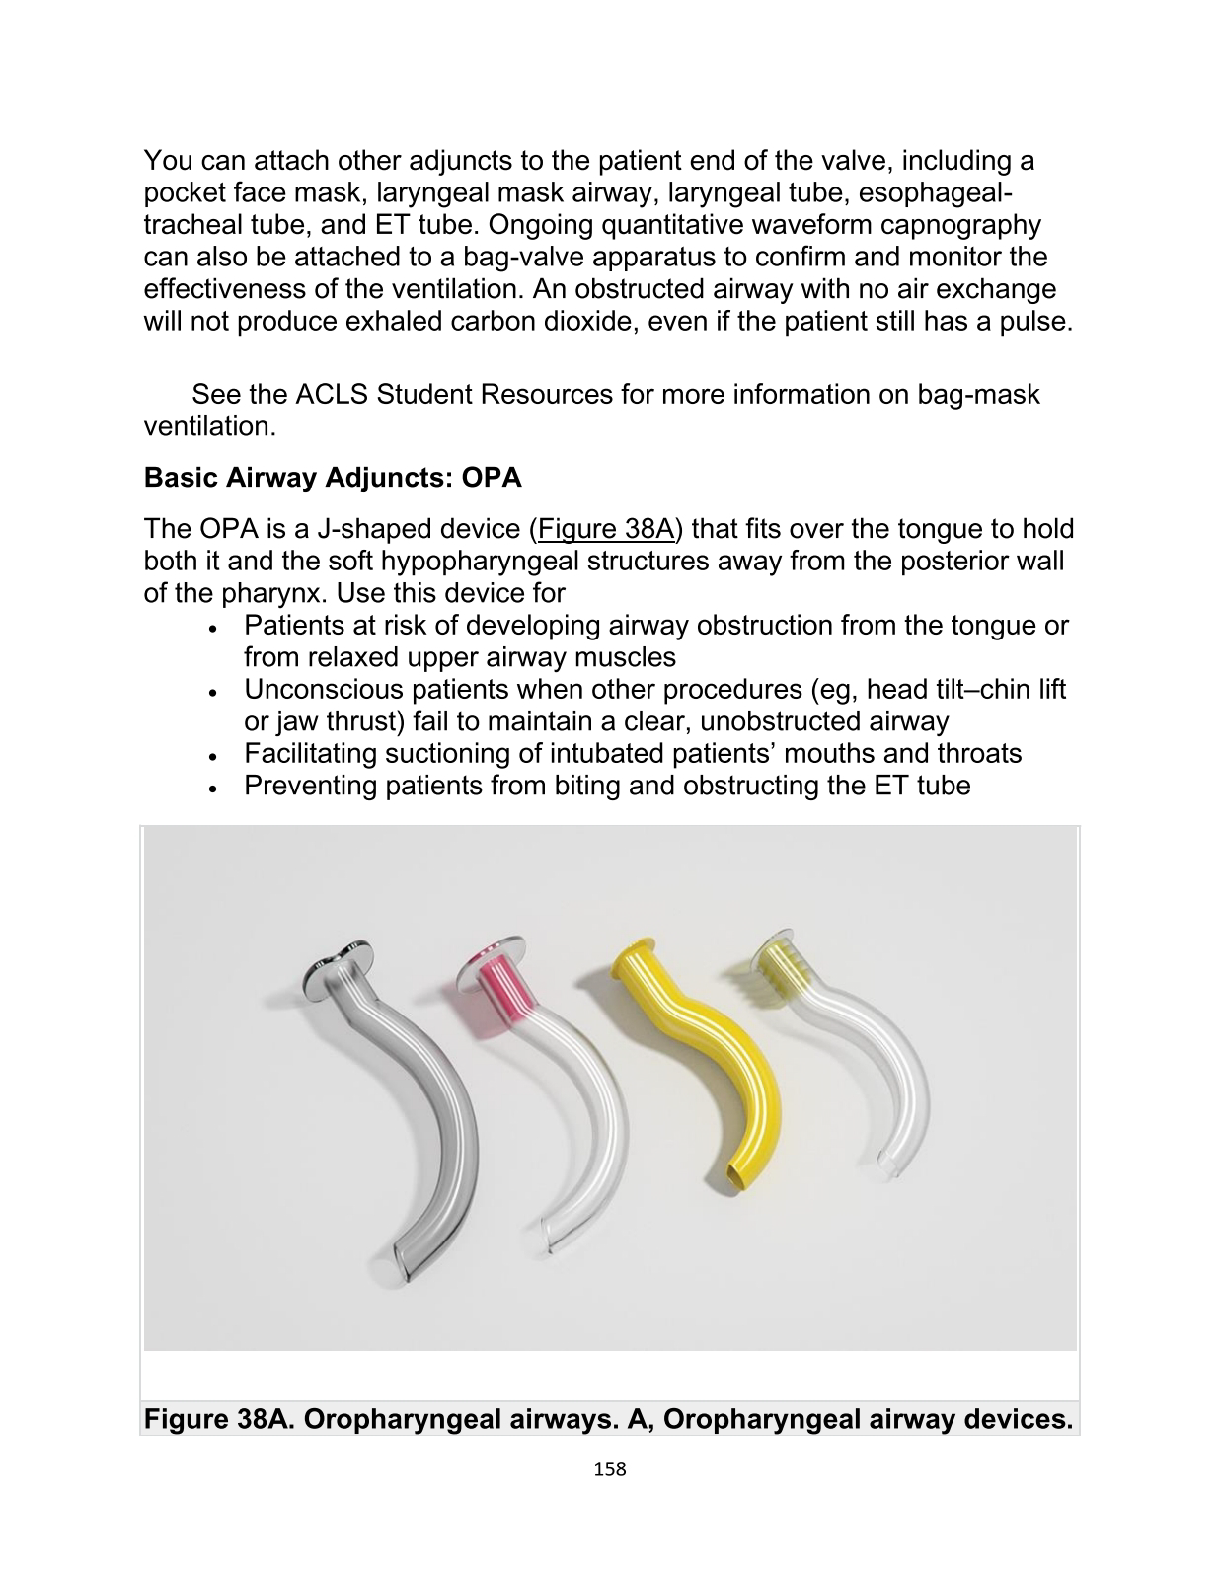 You can attach other adjuncts to the patient end of the valve, including a
pocket face mask, laryngeal mask airway, laryngeal tube, esophageal-
tracheal tube, and ET tube. Ongoing quantitative waveform capnography
can also be attached to a bag-valve apparatus to confirm and monitor the
effectiveness of the ventilation. An obstructed airway with no air exchange
will not produce exhaled carbon dioxide, even if the patient still has a pulse.
See the ACLS Student Resources for more information on bag-mask
ventilation.
Basic Airway Adjuncts: OPA
The OPA is a J-shaped device (Figure 38A) that fits over the tongue to hold
both it and the soft hypopharyngeal structures away from the posterior wall
of the pharynx. Use this device for
• Patients at risk of developing airway obstruction from the tongue or
from relaxed upper airway muscles
• Unconscious patients when other procedures (eg, head tilt–chin lift
or jaw thrust) fail to maintain a clear, unobstructed airway
• Facilitating suctioning of intubated patients’ mouths and throats
• Preventing patients from biting and obstructing the ET tube
Figure 38A. Oropharyngeal airways. A, Oropharyngeal airway devices.
158